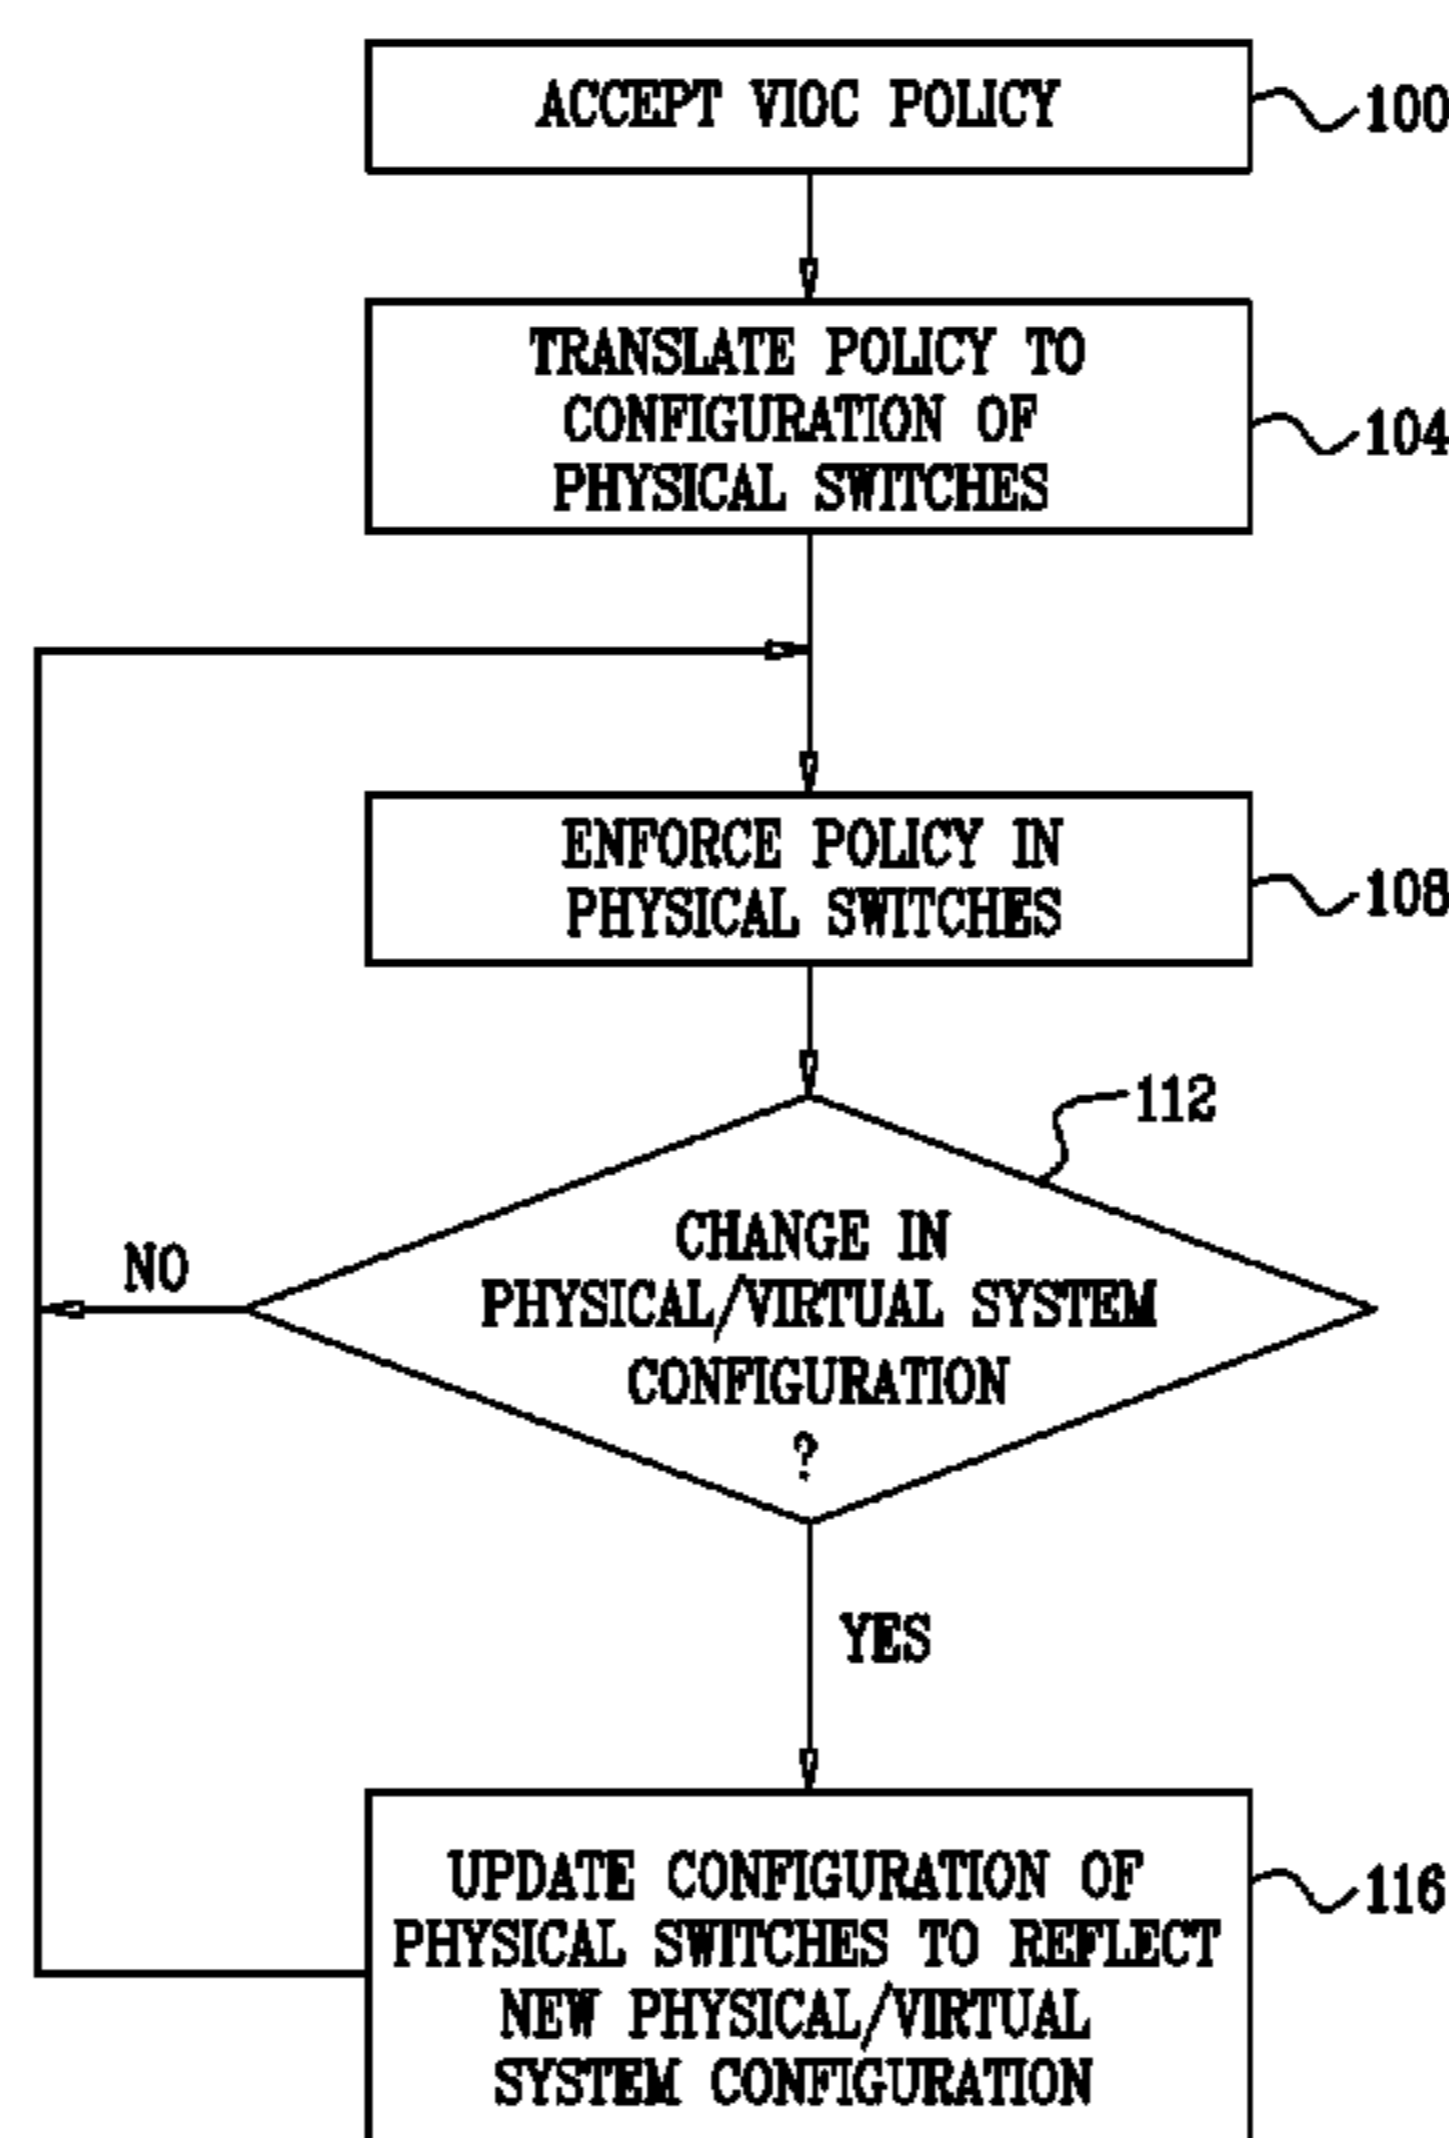 ACCEPT VIOC POLICY
100
TRANSLATE POLICY TO
CONFIGURATION OF
PHYSICAL SWITCHES
104
ENFORCE POLICY IN
PHYSICAL SWITCHES
108
112
CHANGE IN
PHYSICAL/VIRTUAL SYSTEM
CONFIGURATION
?
NO
YES
UPDATE CONFIGURATION OF
PHYSICAL SWITCHES TO REFLECT
NEW PHYSICAL/VIRTUAL
SYSTEM CONFIGURATION
116